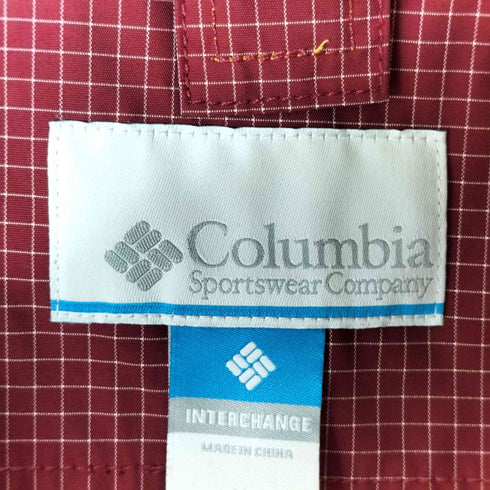 Columbia
Sportswear Company
INTERCHANGE
MADE IN CHINA